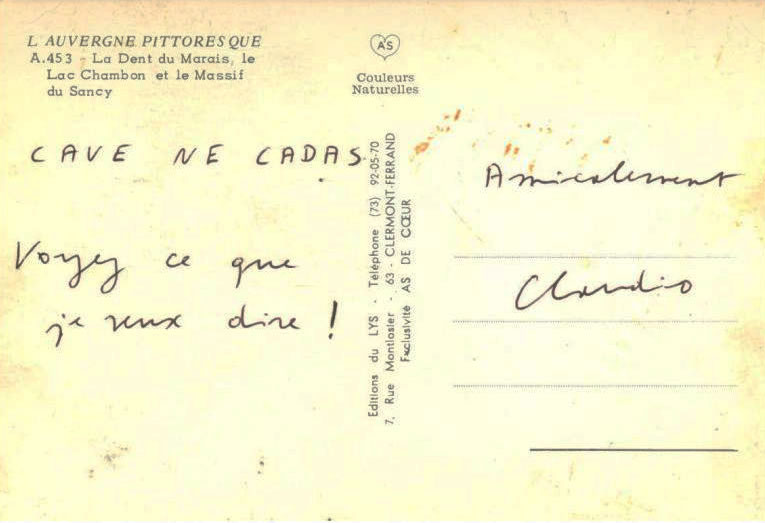 L AUVERGNE PITTORESQUE
A.453 - La Dent du Marais, le
Lac Chambon et le Massif
du Sancy
AS
Couleurs
Naturelles
CAVE NE CADAS.
Voyez ce que
je veux dire !
Editions du LYS - Téléphone (73) 92-05-70
7, Rue Montlosier - 63 - CLERMONT-FERRAND
Exclusivité AS DE CŒUR
Amicalement
Claudio